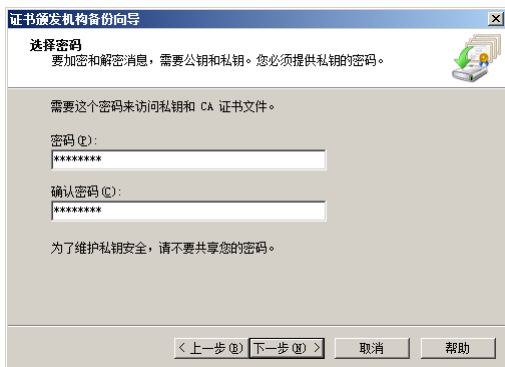 证书颁发机构备份向导
选择密码
要加密和解密消息，需要公钥和私钥。您必须提供私钥的密码。
需要这个密码来访问私钥和 CA 证书文件。
密码(P):
********
确认密码(C):
********
为了维护私钥安全，请不要共享您的密码。
< 上一步(B) 下一步(N) > 取消 帮助